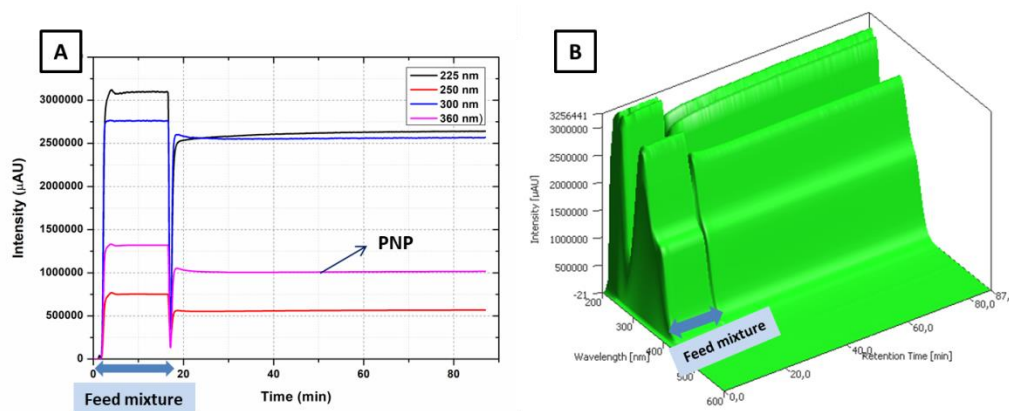 A
Intensity (µAU)
3000000
2500000
2000000
1500000
1000000
500000
0
225 nm
250 nm
300 nm
360 nm)
PNP
0
20
40
60
80
Time (min)
Feed mixture
B
Intensity [µAU]
3256441
3000000
2500000
2000000
1500000
1000000
500000
-21
200
300
400
500
600
Wavelength [nm]
Feed mixture
0,0
20,0
40,0
60,0
80,0
87,
Retention Time [min]